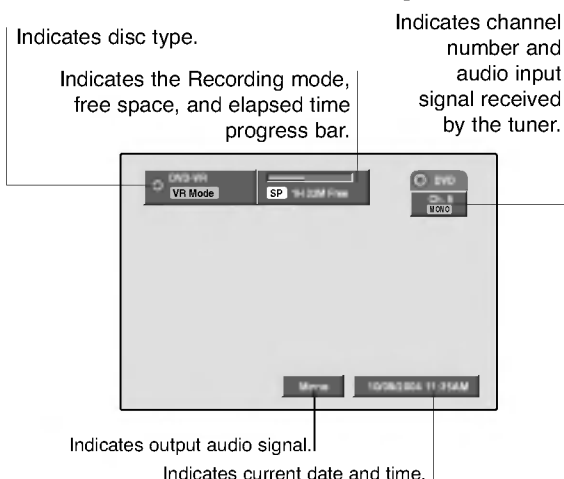 Indicates disc type.
Indicates the Recording mode,
free space, and elapsed time
progress bar.
Indicates channel
number and
audio input
signal received
by the tuner.
VR Mode
SP
DVD
MONO
Indicates output audio signal.
Indicates current date and time.